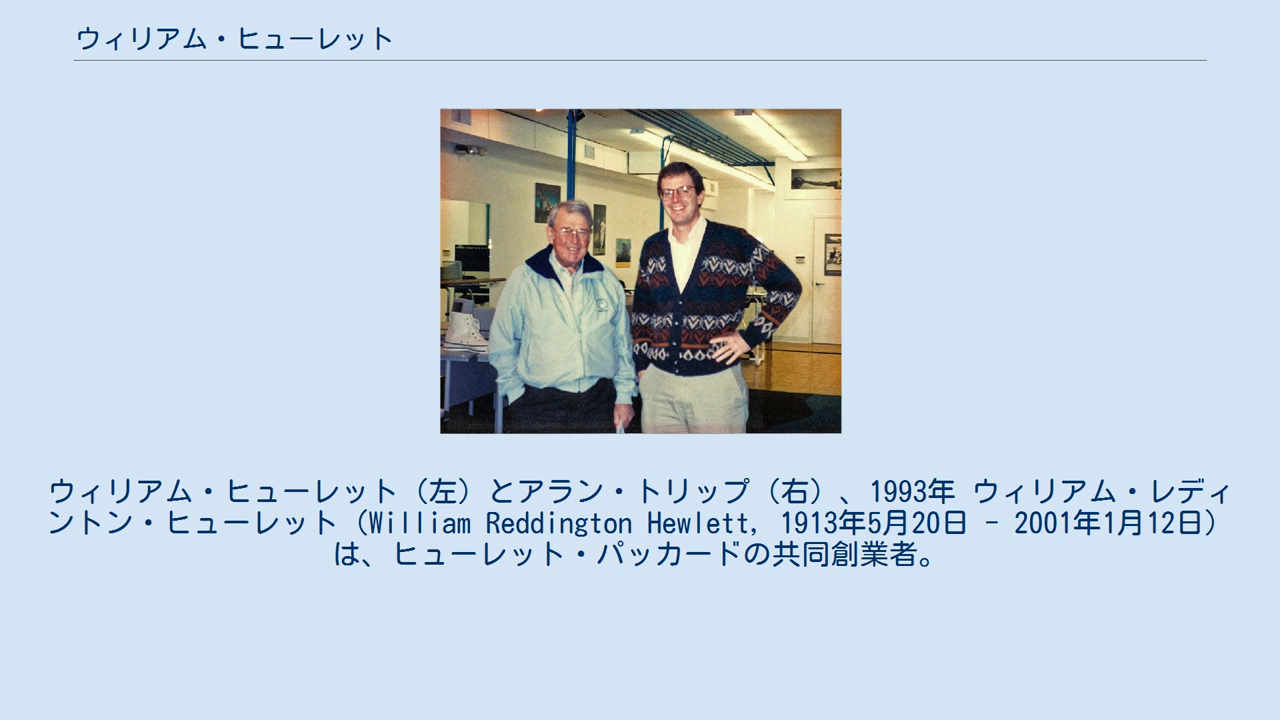 ウィリアム・ヒューレット
ウィリアム・ヒューレット（左）とアラン・トリップ（右）、1993年 ウィリアム・レディ
ントン・ヒューレット（William Reddington Hewlett, 1913年5月20日 - 2001年1月12日）
は、ヒューレット・パッカードの共同創業者。